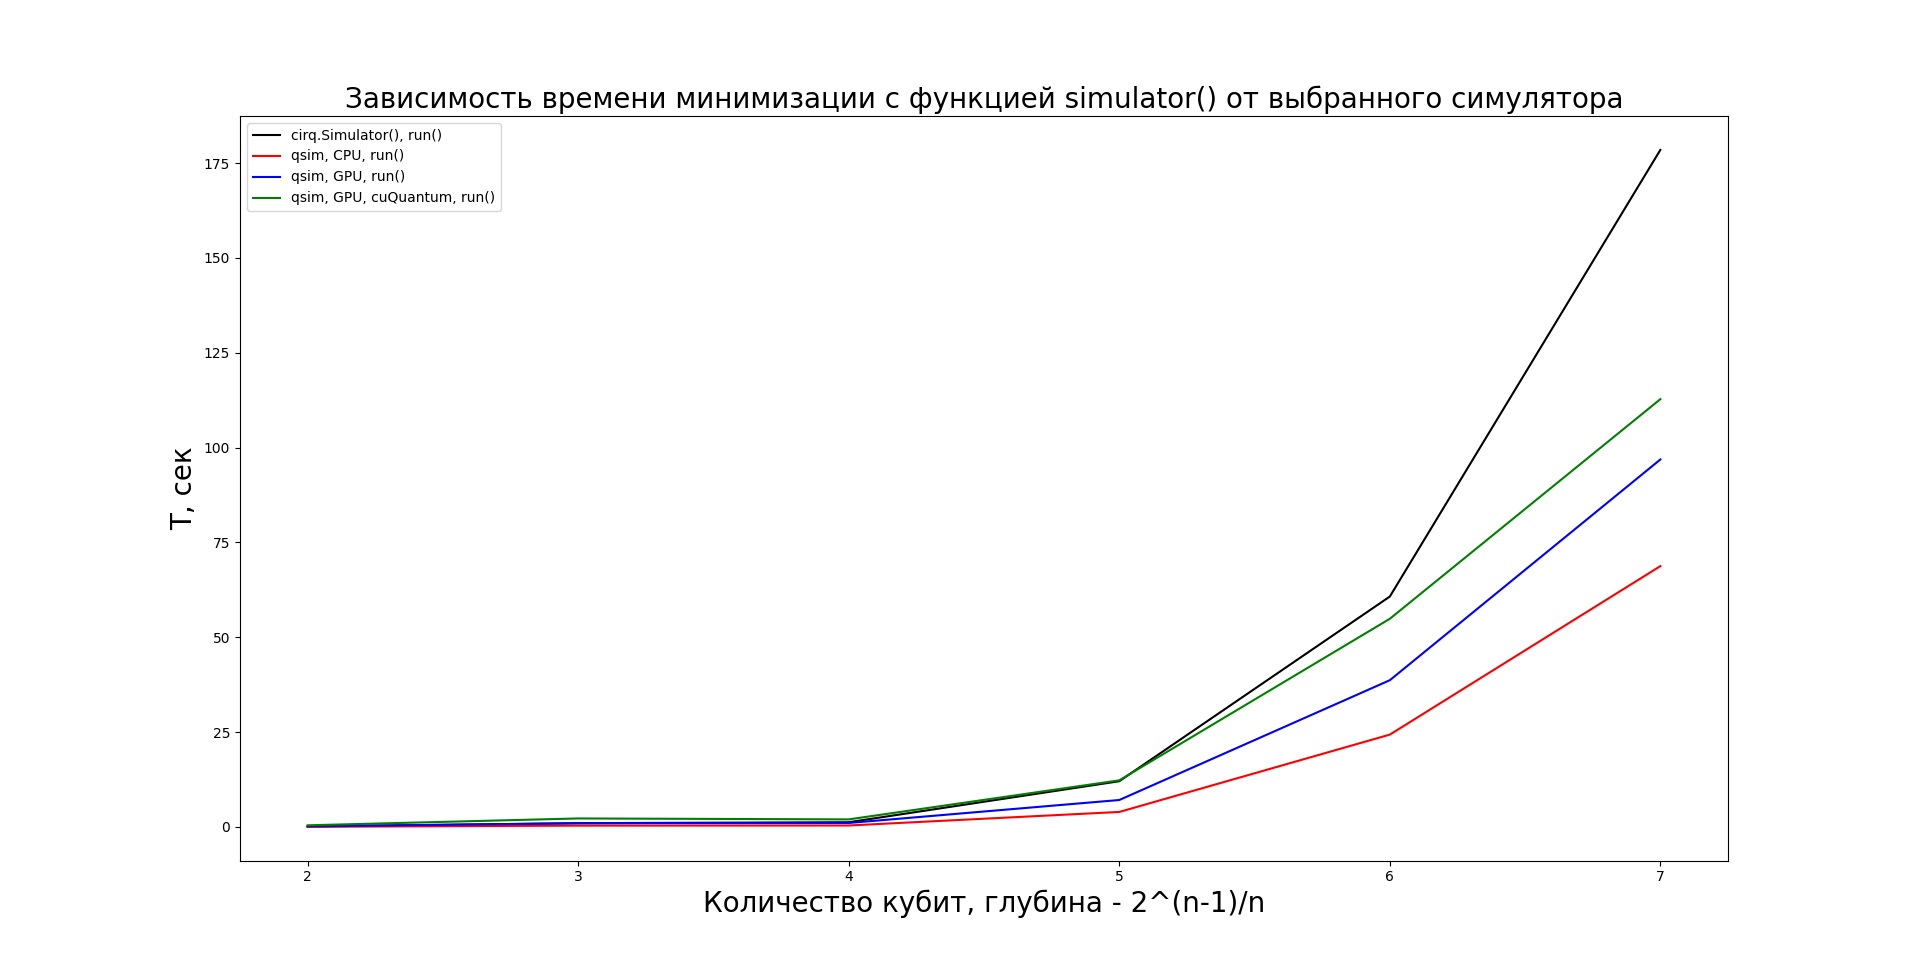 Зависимость времени минимизации с функцией simulator() от выбранного симулятора
cirq.Simulator(), run()
qsim, CPU, run()
qsim, GPU, run()
qsim, GPU, cuQuantum, run()
T, сек
175
150
125
100
75
50
25
0
2 3 4 5 6 7
Количество кубит, глубина - 2^(n-1)/n